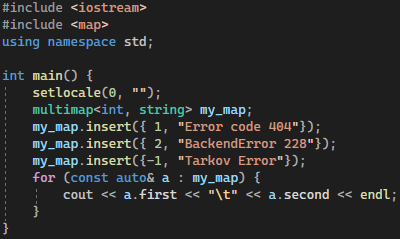 #include <iostream>
#include <map>
using namespace std;

int main() {
    setlocale(0, "");
    multimap<int, string> my_map;
    my_map.insert({ 1, "Error code 404"});
    my_map.insert({ 2, "BackendError 228"});
    my_map.insert({-1, "Tarkov Error"});
    for (const auto& a : my_map) {
        cout << a.first << "\t" << a.second << endl;
    }
}